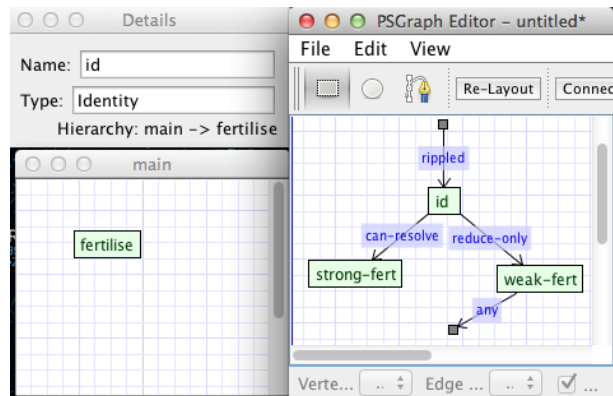 Details
Name: id
Type: Identity
Hierarchy: main -> fertilise
main
fertilise
PSGraph Editor - untitled*
File Edit View
Re-Layout Connec
rippled
id
can-resolve reduce-only
strong-fert weak-fert
any
Verte... .. Edge ... .. ...